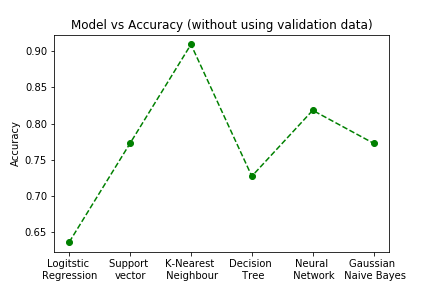 Model vs Accuracy (without using validation data)
Accuracy
0.90
0.85
0.80
0.75
0.70
0.65
Logitstc
Regression
Support
vector
K-Nearest
Neighbour
Decision
Tree
Neural
Network
Gaussian
Naive Bayes